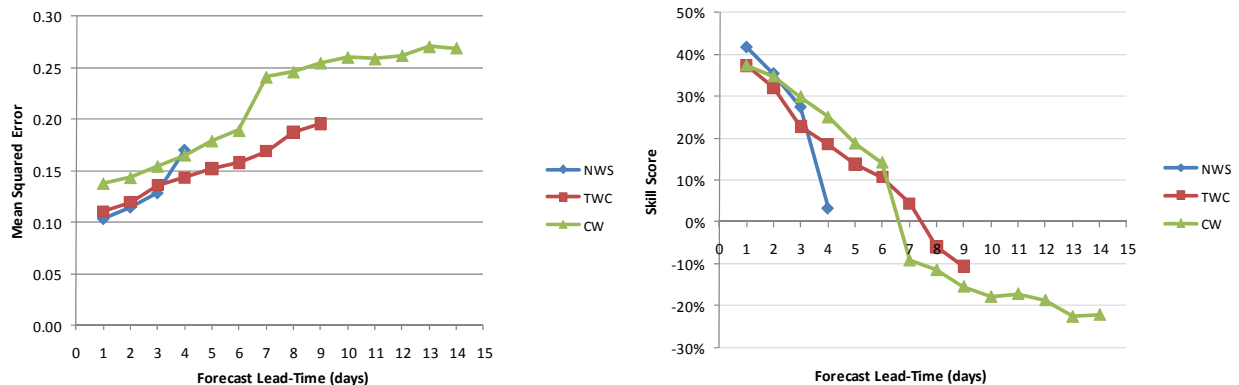 0.30
0.25
0.20
0.15
0.10
0.05
0.00
Mean Squared Error
0 1 2 3 4 5 6 7 8 9 10 11 12 13 14 15
Forecast Lead-Time (days)
NWS
TWC
CW
50%
40%
30%
20%
10%
0%
-10%
-20%
-30%
Skill Score
0 1 2 3 4 5 6 7 8 9 10 11 12 13 14 15
Forecast Lead-Time (days)
NWS
TWC
CW